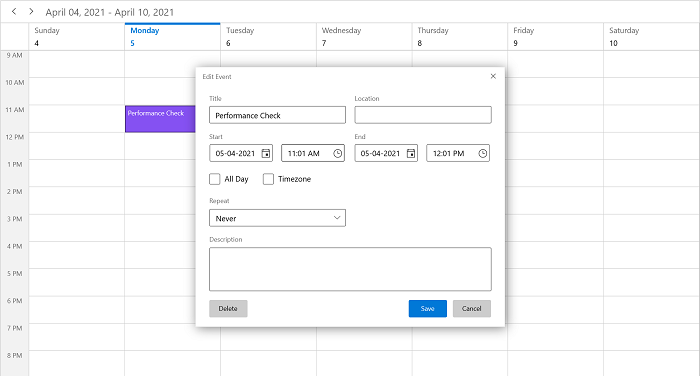 April 04, 2021 - April 10, 2021
Sunday Monday Tuesday Wednesday Thursday Friday Saturday
4 5 6 7 8 9 10
9 AM
10 AM
11 AM
12 PM
1 PM
2 PM
3 PM
4 PM
5 PM
6 PM
7 PM
8 PM
Performance Check
Edit Event
Title Location
Performance Check
Start End
05-04-2021 11:01 AM 05-04-2021 12:01 PM
All Day Timezone
Repeat
Never
Description
Delete Save Cancel